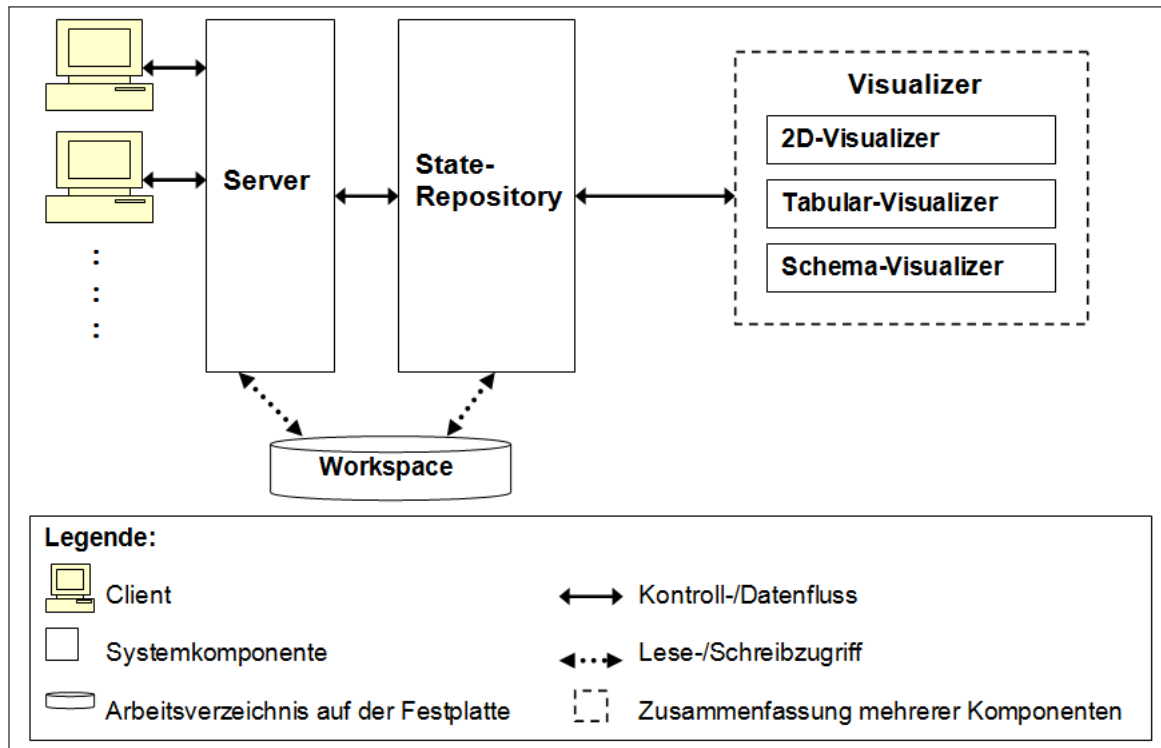 Server
State-
Repository
Visualizer
2D-Visualizer
Tabular-Visualizer
Schema-Visualizer
:
:
:
Workspace
Legende:
Client
Kontroll-/Datenfluss
Systemkomponente
Lese-/Schreibzugriff
Arbeitsverzeichnis auf der Festplatte
Zusammenfassung mehrerer Komponenten